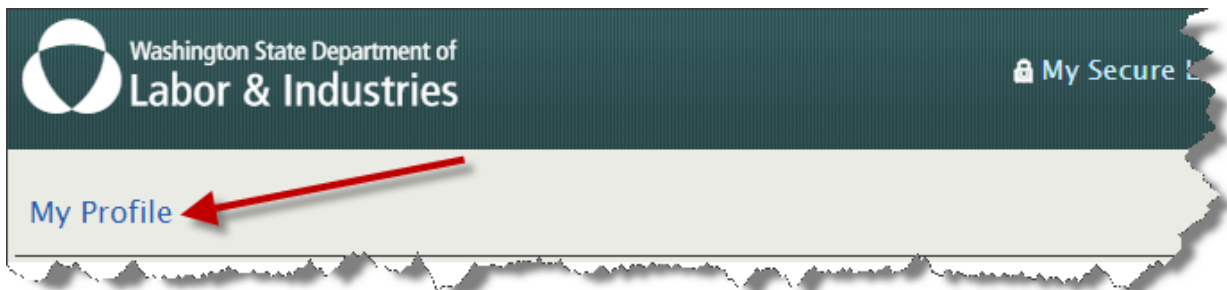 Washington State Department of
Labor & Industries
My Secure
My Profile